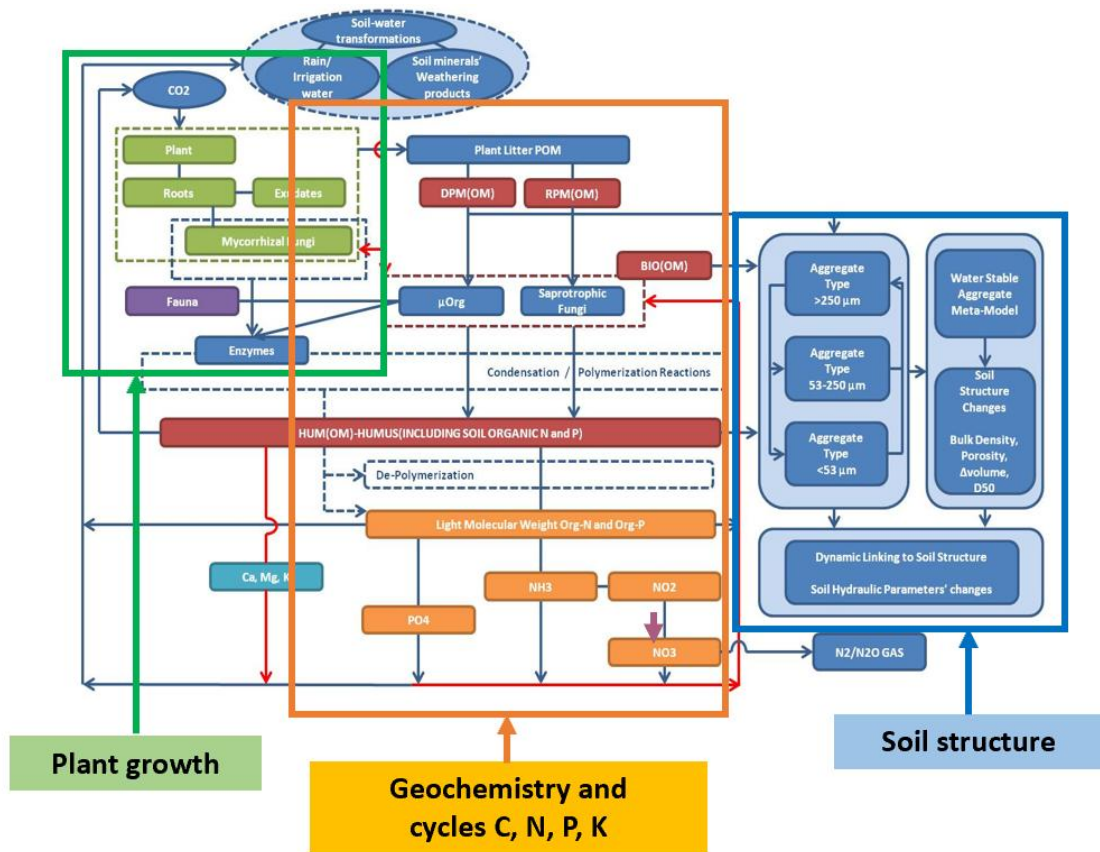 Soil-water
transformations
Rain/
Irrigation
water
Soil minerals'
Weathering
products
CO2
Plant
Roots
Exudates
Mycorrhizal Fungi
Plant Litter POM
DPM(OM)
RPM(OM)
BIO(OM)
Fauna
μOrg
Saprotrophic
Fungi
Enzymes
Condensation / Polymerization Reactions
HUM(OM)-HUMUS(INCLUDING SOIL ORGANIC N and P)
De-Polymerization
Light Molecular Weight Org-N and Org-P
Ca, Mg, K
NH3
NO2
PO4
NO3
N2/N2O GAS
Aggregate
Type
>250 μm
Aggregate
Type
53-250 μm
Aggregate
Type
<53 μm
Water Stable
Aggregate
Meta-Model
Soil
Structure
Changes
Bulk Density,
Porosity,
Δvolume,
D50
Dynamic Linking to Soil Structure
Soil Hydraulic Parameters' changes
Plant growth
Geochemistry and
cycles C, N, P, K
Soil structure